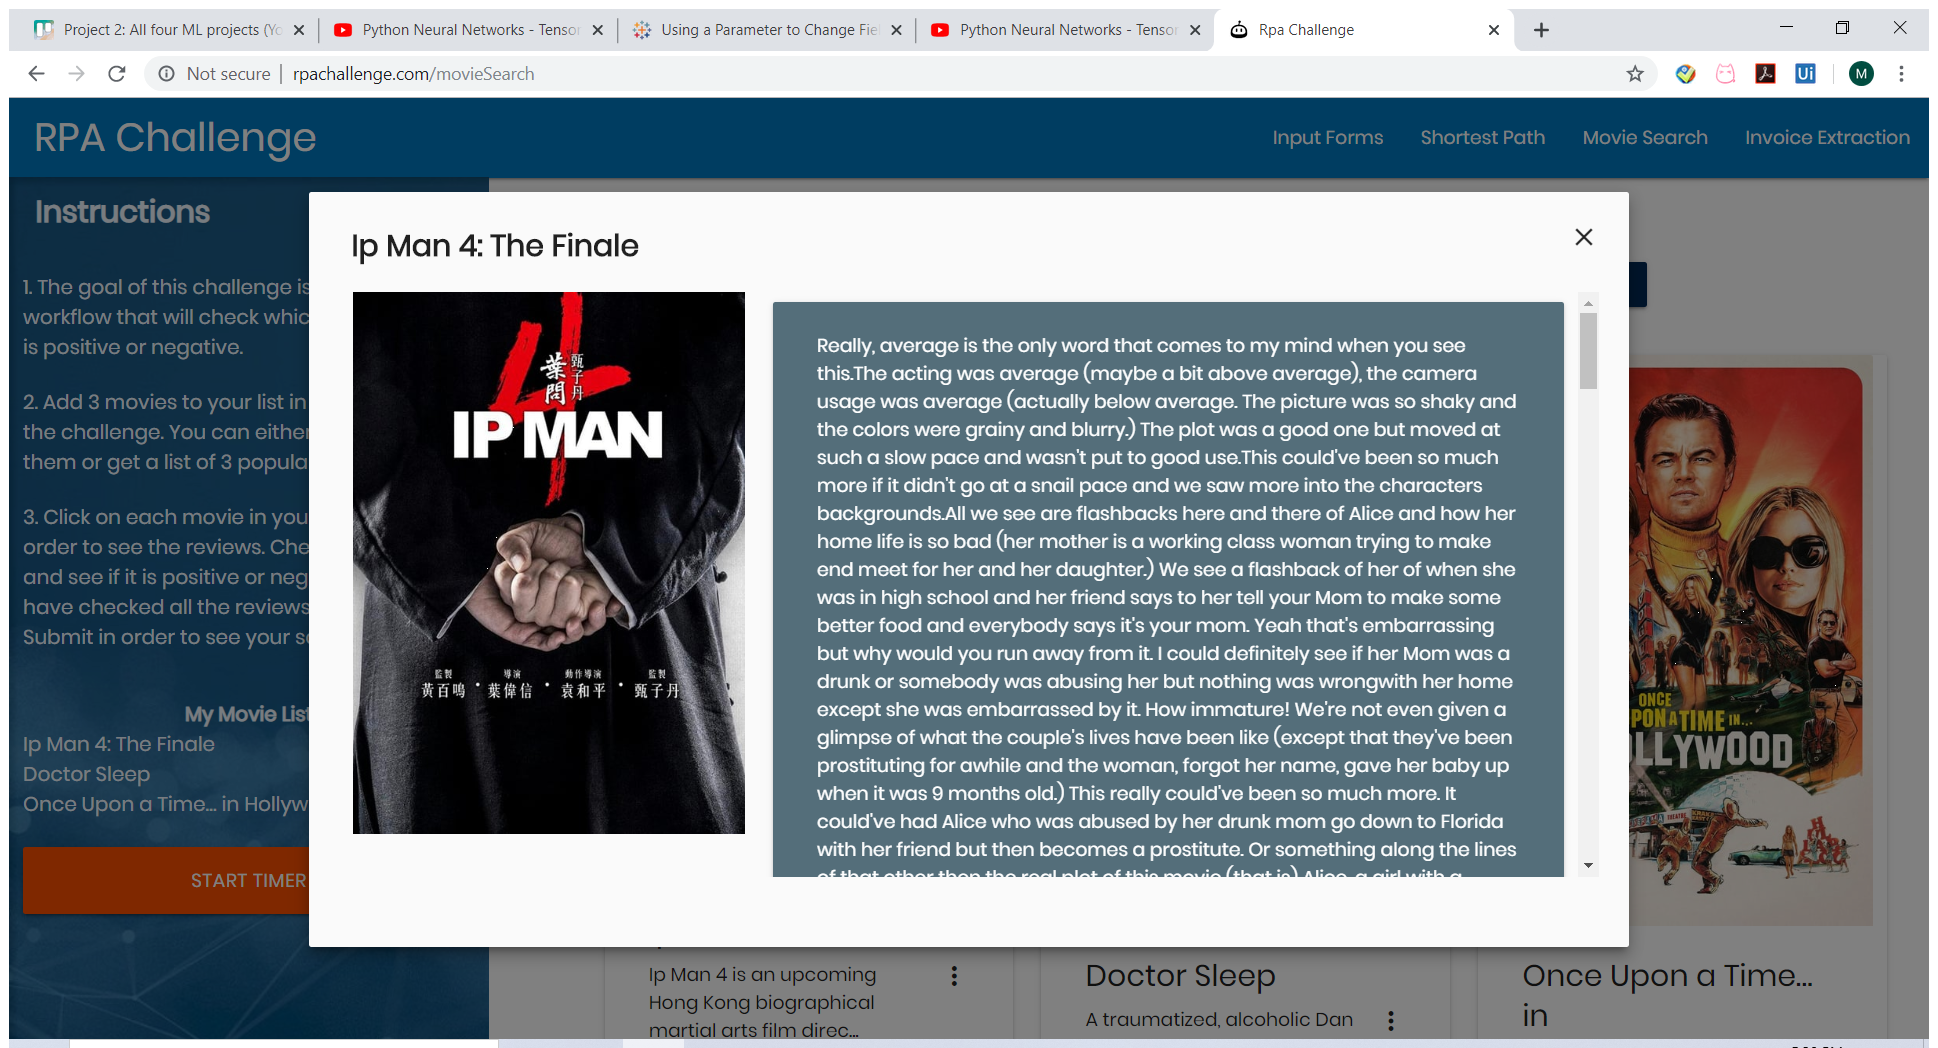 Project 2: All four ML projects (Yo
Python Neural Networks - Tensor
Using a Parameter to Change Fiel
Python Neural Networks - Tensor
Rpa Challenge
Not secure | rpachallenge.com/movieSearch
Ui
M
RPA Challenge
Input Forms
Shortest Path
Movie Search
Invoice Extraction
Instructions
1. The goal of this challenge is
workflow that will check whic
is positive or negative.
2. Add 3 movies to your list in
the challenge. You can either
them or get a list of 3 popula
3. Click on each movie in you
order to see the reviews. Che
and see if it is positive or neg
have checked all the reviews
Submit in order to see your s
My Movie List
Ip Man 4: The Finale
Doctor Sleep
Once Upon a Time... in Hollyw
START TIMER
Ip Man 4: The Finale
4
葉問
甄子丹
IP MAN
監製 導演 動作導演 監製
黃百鳴 • 葉偉信 • 袁和平 • 甄子丹
Really, average is the only word that comes to my mind when you see
this.The acting was average (maybe a bit above average), the camera
usage was average (actually below average. The picture was so shaky and
the colors were grainy and blurry.) The plot was a good one but moved at
such a slow pace and wasn't put to good use.This could've been so much
more if it didn't go at a snail pace and we saw more into the characters
backgrounds.All we see are flashbacks here and there of Alice and how her
home life is so bad (her mother is a working class woman trying to make
end meet for her and her daughter.) We see a flashback of her of when she
was in high school and her friend says to her tell your Mom to make some
better food and everybody says it's your mom. Yeah that's embarrassing
but why would you run away from it. I could definitely see if her Mom was a
drunk or somebody was abusing her but nothing was wrongwith her home
except she was embarrassed by it. How immature! We're not even given a
glimpse of what the couple's lives have been like (except that they've been
prostituting for awhile and the woman, forgot her name, gave her baby up
when it was 9 months old.) This really could've been so much more. It
could've had Alice who was abused by her drunk mom go down to Florida
with her friend but then becomes a prostitute. Or something along the lines
of that other then the real plot of this movie (that is) Alice, a girl with a
ONCE
PON A TIME IN...
LLYWOOD
Ip Man 4 is an upcoming
Hong Kong biographical
martial arts film direc...
Doctor Sleep
A traumatized, alcoholic Dan
Once Upon a Time...
in